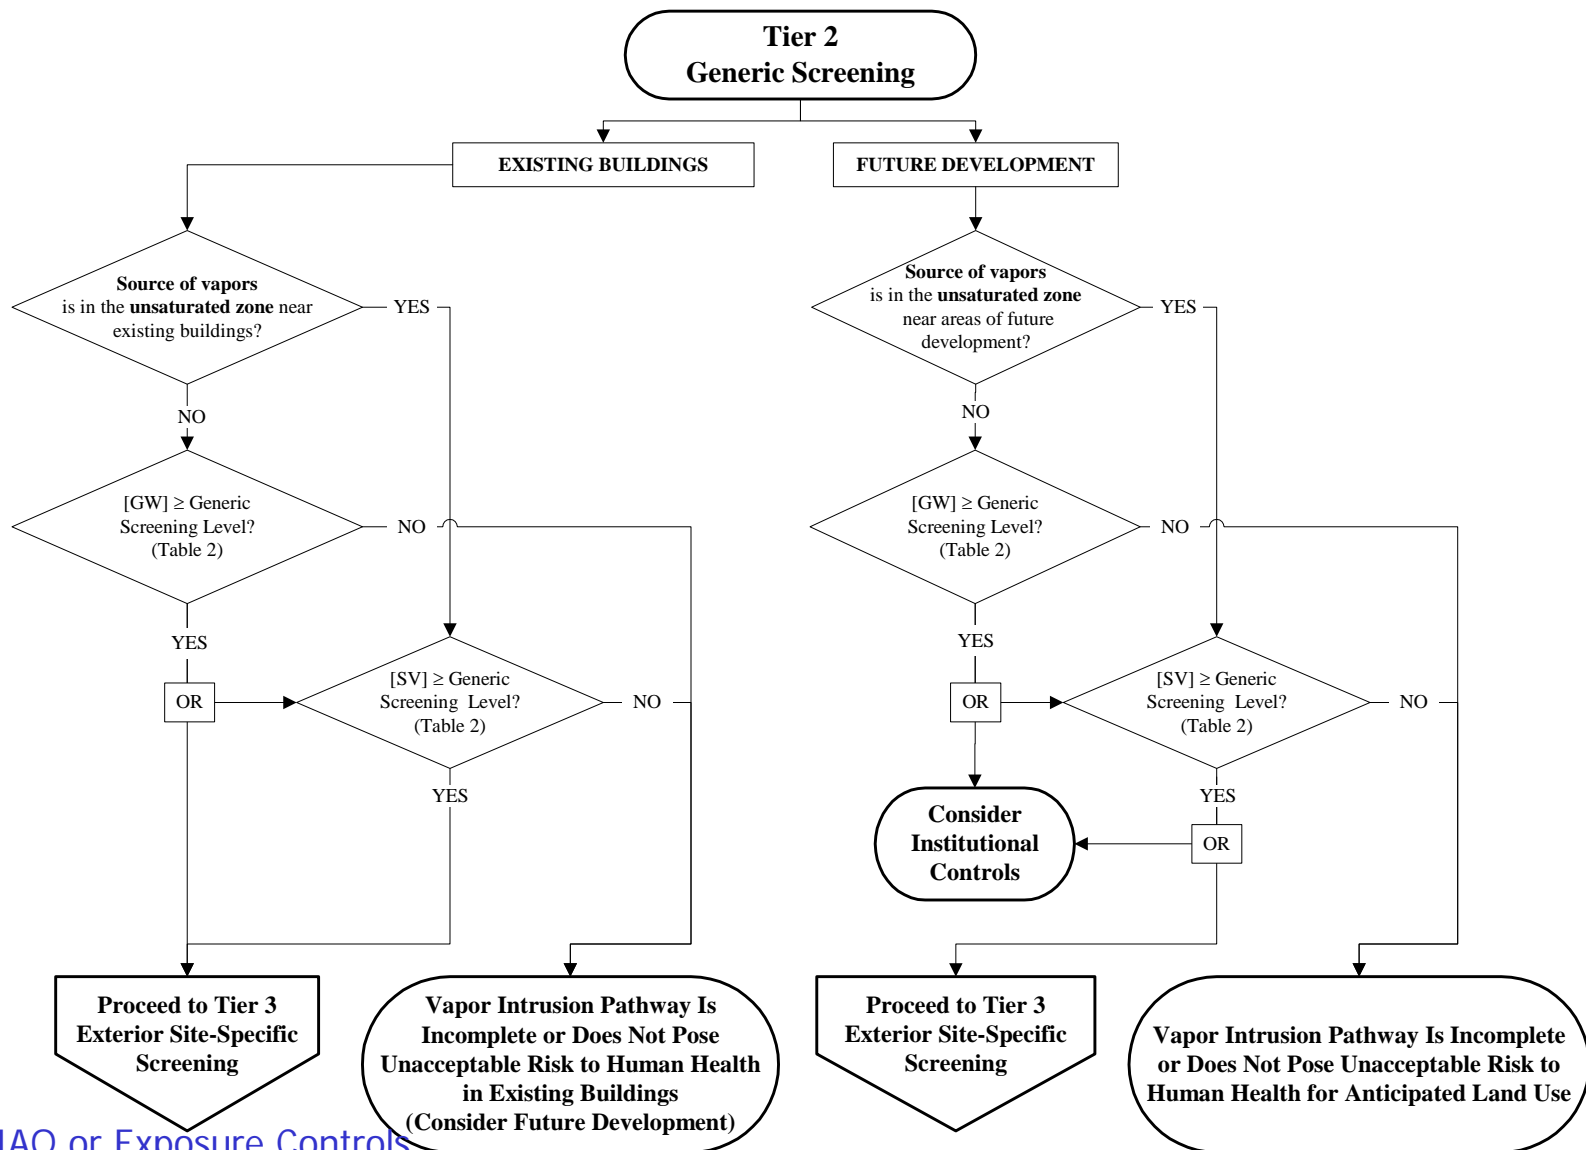 Tier 2
Generic Screening
EXISTING BUILDINGS
FUTURE DEVELOPMENT
Source of vapors
is in the unsaturated zone near
existing buildings?
YES
NO
Source of vapors
is in the unsaturated zone
near areas of future
development?
YES
NO
[GW] ≥ Generic
Screening Level?
(Table 2)
NO
YES
OR
[SV] ≥ Generic
Screening Level?
(Table 2)
NO
YES
[GW] ≥ Generic
Screening Level?
(Table 2)
NO
YES
OR
[SV] ≥ Generic
Screening Level?
(Table 2)
NO
YES
OR
Consider
Institutional
Controls
Proceed to Tier 3
Exterior Site-Specific
Screening
Vapor Intrusion Pathway Is
Incomplete or Does Not Pose
Unacceptable Risk to Human Health
in Existing Buildings
(Consider Future Development)
Proceed to Tier 3
Exterior Site-Specific
Screening
Vapor Intrusion Pathway Is Incomplete
or Does Not Pose Unacceptable Risk to
Human Health for Anticipated Land Use
or Exposure Controls